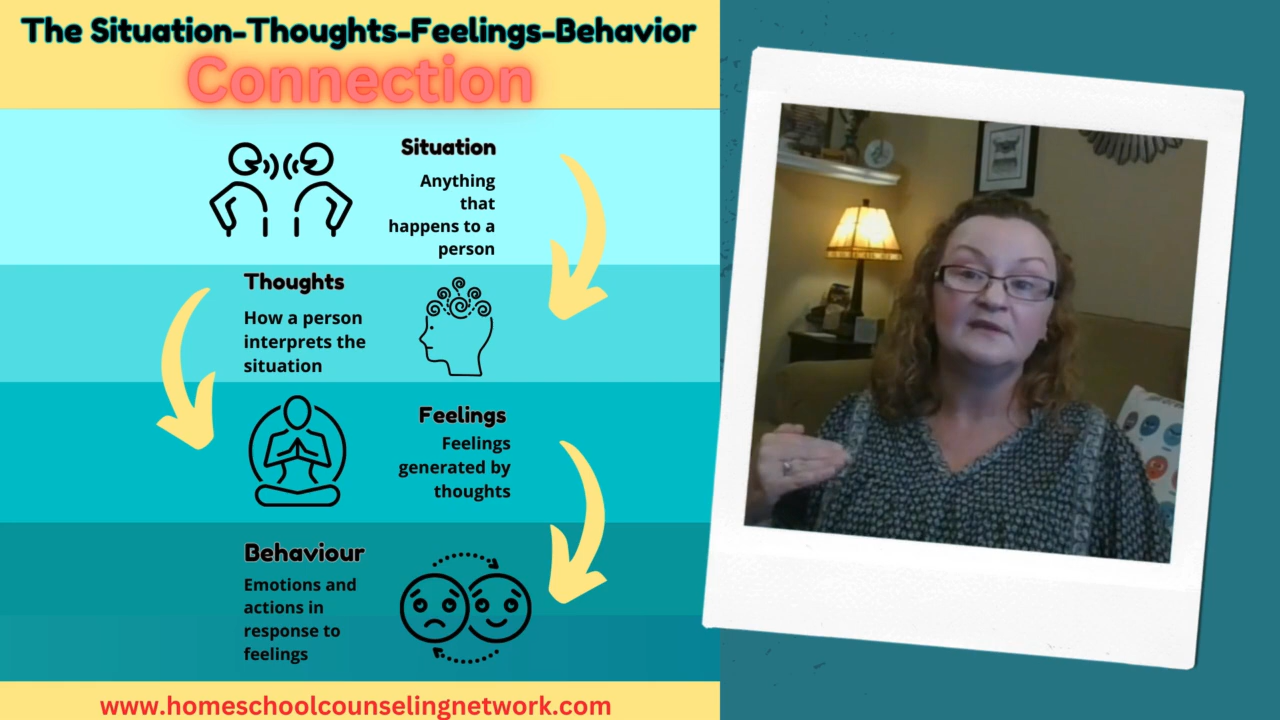 The Situation-Thoughts-Feelings-Behavior
Connection
Situation
Anything
that
happens to a
person
Thoughts
How a person
interprets the
situation
Feelings
Feelings
generated by
thoughts
Behaviour
Emotions and
actions in
response to
feelings
www.homeschoolcounselingnetwork.com